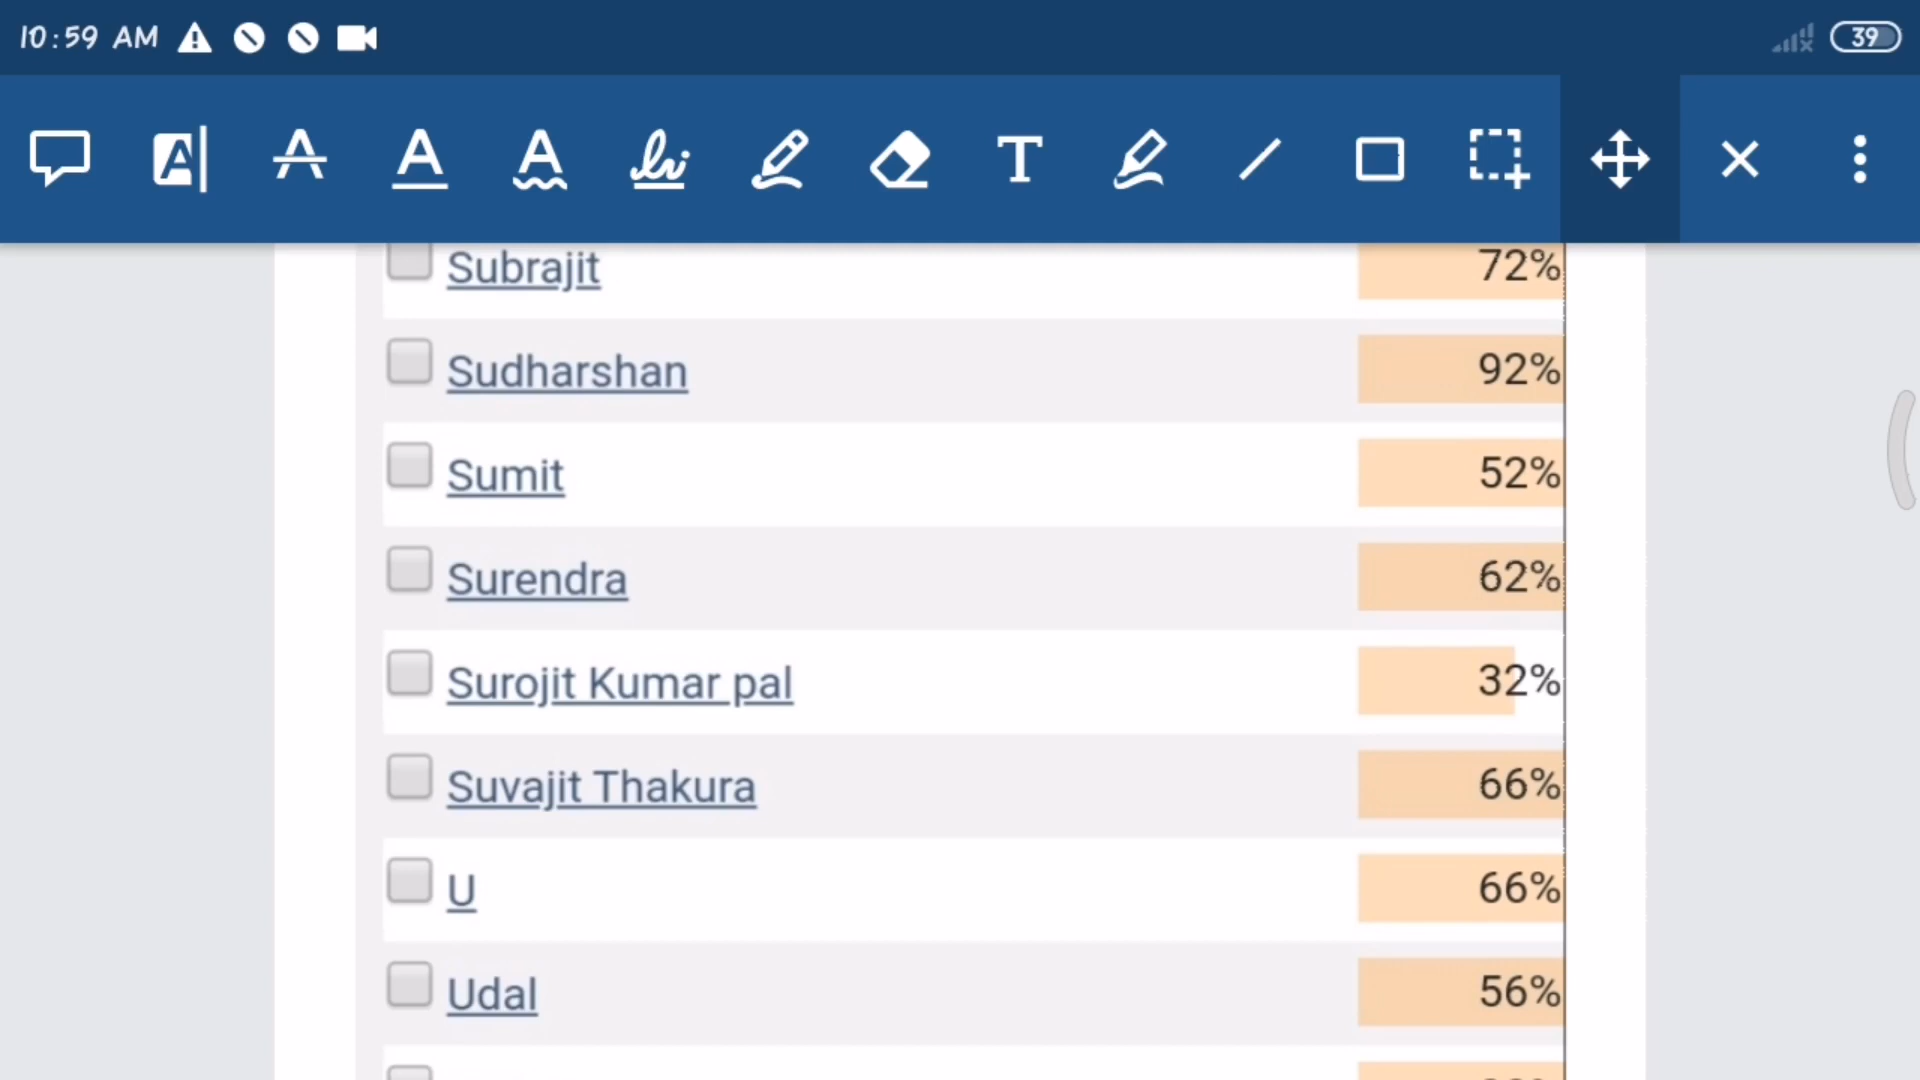 10:59 AM
39
Subrajit 72%
Sudharshan 92%
Sumit 52%
Surendra 62%
Surojit Kumar pal 32%
Suvajit Thakura 66%
U 66%
Udal 56%